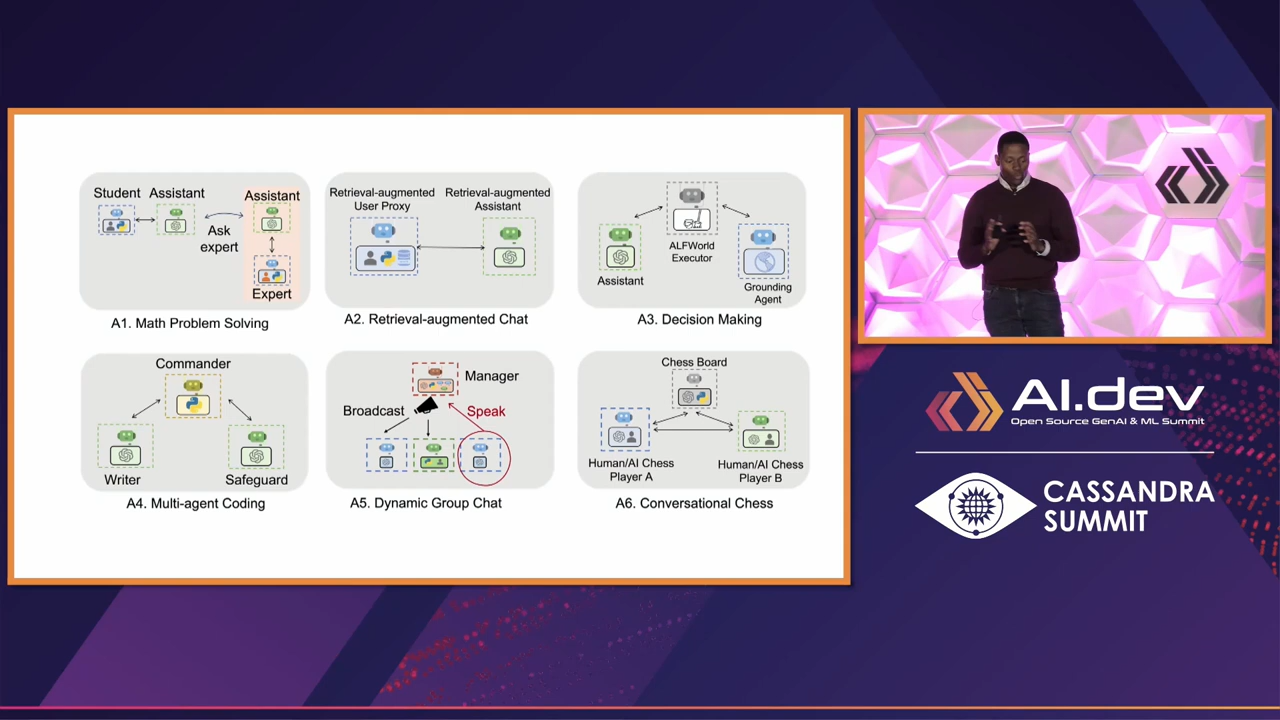 Student
Assistant
Assistant
Ask
expert
Expert
A1. Math Problem Solving
Retrieval-augmented
User Proxy
Retrieval-augmented
Assistant
A2. Retrieval-augmented Chat
ALFWorld
Executor
Assistant
Grounding
Agent
A3. Decision Making
Commander
Writer
Safeguard
A4. Multi-agent Coding
Manager
Broadcast
Speak
A5. Dynamic Group Chat
Chess Board
Human/AI Chess
Player A
Human/AI Chess
Player B
A6. Conversational Chess
AI.dev
Open Source GenAI & ML Summit
CASSANDRA
SUMMIT